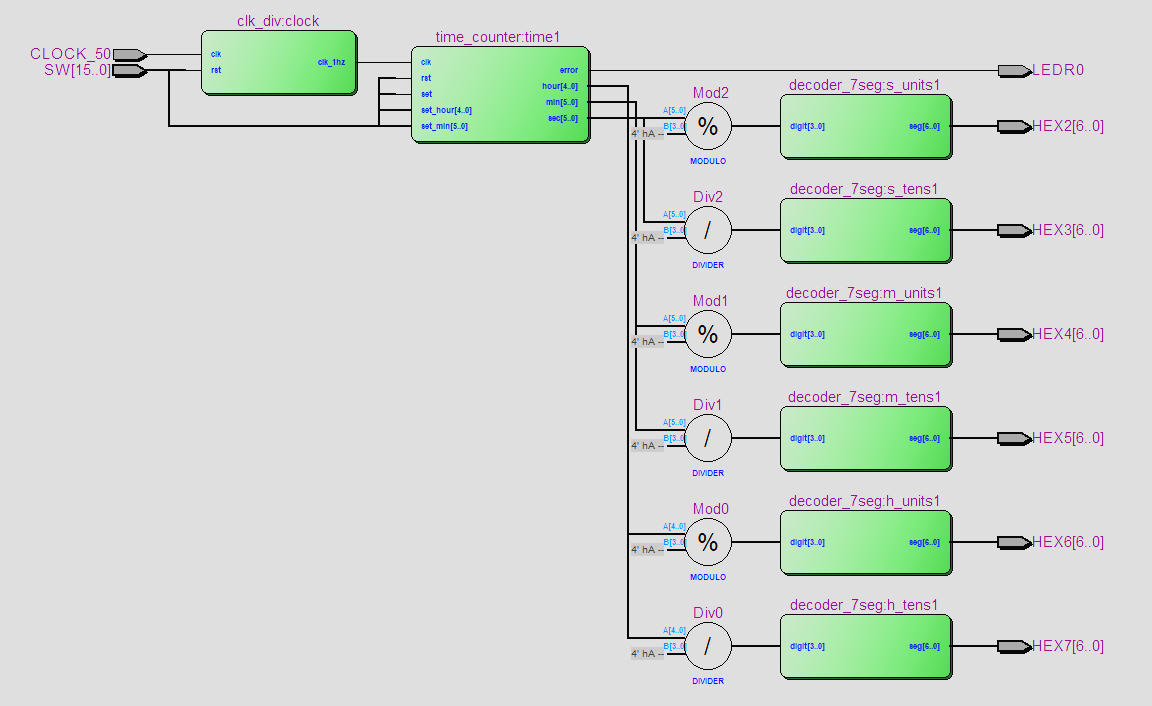 clk_div:clock
CLOCK_50
SW[15..0]
clk
rst
clk_1hz
time_counter:time1
clk
rst
set
set_hour[4..0]
set_min[5..0]
error
hour[4..0]
min[5..0]
sec[5..0]
LEDR0
Mod2
A[5..0]
B[3..0]
4' hA --
%
MODULO
decoder_7seg:s_units1
digit[3..0]
seg[6..0]
HEX2[6..0]
Div2
A[5..0]
B[3..0]
4' hA --
/
DIVIDER
decoder_7seg:s_tens1
digit[3..0]
seg[6..0]
HEX3[6..0]
Mod1
A[5..0]
B[3..0]
4' hA --
%
MODULO
decoder_7seg:m_units1
digit[3..0]
seg[6..0]
HEX4[6..0]
Div1
A[5..0]
B[3..0]
4' hA --
/
DIVIDER
decoder_7seg:m_tens1
digit[3..0]
seg[6..0]
HEX5[6..0]
Mod0
A[4..0]
B[3..0]
4' hA --
%
MODULO
decoder_7seg:h_units1
digit[3..0]
seg[6..0]
HEX6[6..0]
Div0
A[4..0]
B[3..0]
4' hA --
/
DIVIDER
decoder_7seg:h_tens1
digit[3..0]
seg[6..0]
HEX7[6..0]